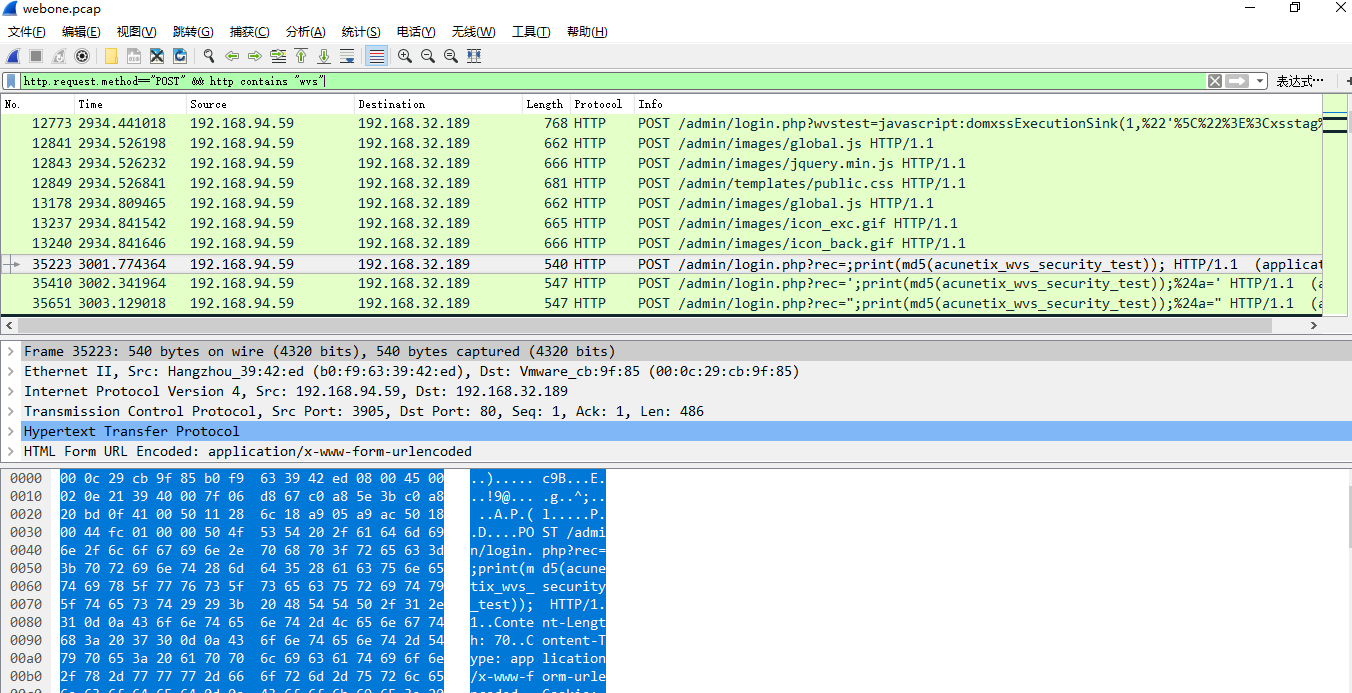 webone.pcap
文件(F) 编辑(E) 视图(V) 跳转(G) 捕获(C) 分析(A) 统计(S) 电话(Y) 无线(W) 工具(T) 帮助(H)
http.request.method=="POST" && http contains "wvs" 表达式…
No. Time Source Destination Length Protocol Info
12773 2934.441018 192.168.94.59 192.168.32.189 768 HTTP POST /admin/login.php?wvstest=javascript:domxssExecutionSink(1,%22'%5C%22%3E%3Cxsstag%
12841 2934.526198 192.168.94.59 192.168.32.189 662 HTTP POST /admin/images/global.js HTTP/1.1
12843 2934.526232 192.168.94.59 192.168.32.189 666 HTTP POST /admin/images/jquery.min.js HTTP/1.1
12849 2934.526841 192.168.94.59 192.168.32.189 681 HTTP POST /admin/templates/public.css HTTP/1.1
13178 2934.809465 192.168.94.59 192.168.32.189 662 HTTP POST /admin/images/global.js HTTP/1.1
13237 2934.841542 192.168.94.59 192.168.32.189 665 HTTP POST /admin/images/icon_exc.gif HTTP/1.1
13240 2934.841646 192.168.94.59 192.168.32.189 666 HTTP POST /admin/images/icon_back.gif HTTP/1.1
35223 3001.774364 192.168.94.59 192.168.32.189 540 HTTP POST /admin/login.php?rec=;print(md5(acunetix_wvs_security_test)); HTTP/1.1 (applicat
35410 3002.341964 192.168.94.59 192.168.32.189 547 HTTP POST /admin/login.php?rec=';print(md5(acunetix_wvs_security_test));%24a=' HTTP/1.1 (a
35651 3003.129018 192.168.94.59 192.168.32.189 547 HTTP POST /admin/login.php?rec=";print(md5(acunetix_wvs_security_test));%24a=" HTTP/1.1 (a
Frame 35223: 540 bytes on wire (4320 bits), 540 bytes captured (4320 bits)
Ethernet II, Src: Hangzhou_39:42:ed (b0:f9:63:39:42:ed), Dst: Vmware_cb:9f:85 (00:0c:29:cb:9f:85)
Internet Protocol Version 4, Src: 192.168.94.59, Dst: 192.168.32.189
Transmission Control Protocol, Src Port: 3905, Dst Port: 80, Seq: 1, Ack: 1, Len: 486
Hypertext Transfer Protocol
HTML Form URL Encoded: application/x-www-form-urlencoded
0000 00 0c 29 cb 9f 85 b0 f9 63 39 42 ed 08 00 45 00 ..)..... c9B...E.
0010 02 0e 21 39 40 00 7f 06 d8 67 c0 a8 5e 3b c0 a8 ..!9@... .g..^;..
0020 20 bd 0f 41 00 50 11 28 6c 18 a9 05 a9 ac 50 18 ..A.P.( l.....P.
0030 00 44 fc 01 00 00 50 4f 53 54 20 2f 61 64 6d 69 .D....PO ST /admi
0040 6e 2f 6c 6f 67 69 6e 2e 70 68 70 3f 72 65 63 3d n/login. php?rec=
0050 3b 70 72 69 6e 74 28 6d 64 35 28 61 63 75 6e 65 ;print(m d5(acune
0060 74 69 78 5f 77 76 73 5f 73 65 63 75 72 69 74 79 tix_wvs_ security
0070 5f 74 65 73 74 29 29 3b 20 48 54 54 50 2f 31 2e _test)); HTTP/1.
0080 31 0d 0a 43 6f 6e 74 65 6e 74 2d 4c 65 6e 67 74 1..Conte nt-Lengt
0090 68 3a 20 37 30 0d 0a 43 6f 6e 74 65 6e 74 2d 54 h: 70..C ontent-T
00a0 79 70 65 3a 20 61 70 70 6c 69 63 61 74 69 6f 6e ype: app lication
00b0 2f 78 2d 77 77 77 2d 66 6f 72 6d 2d 75 72 6c 65 /x-www-f orm-urle